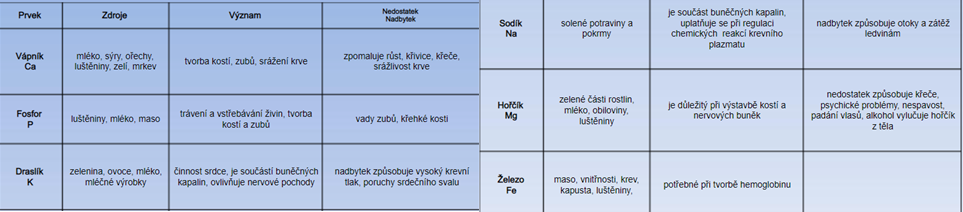 Prvek Zdroje Význam Nedostatek
Nadbytek
Vápník
Ca
mléko, sýry, ořechy,
luštěniny, zelí, mrkev
tvorba kostí, zubů, srážení krve
zpomaluje růst, křivice, křeče,
srážlivost krve
Fosfor
P
luštěniny, mléko, maso
trávení a vstřebávání živin, tvorba
kostí a zubů
vady zubů, křehké kosti
Draslík
K
zelenina, ovoce, mléko,
mléčné výrobky
činnost srdce, je součástí buněčných
kapalin, ovlivňuje nervové pochody
nadbytek způsobuje vysoký krevní
tlak, poruchy srdečního svalu
Sodík
Na
solené potraviny a
pokrmy
je součást buněčných kapalin,
uplatňuje se při regulaci
chemických reakcí krevního
plazmatu
nadbytek způsobuje otoky a zátěž
ledvinám
Hořčík
Mg
zelené části rostlin,
mléko, obiloviny,
luštěniny
je důležitý při výstavbě kostí a
nervových buněk
nedostatek způsobuje křeče,
psychické problémy, nespavost,
padání vlasů, alkohol vylučuje hořčík
z těla
Železo
Fe
maso, vnitřnosti, krev,
kapusta, luštěniny,
potřebné při tvorbě hemoglobinu